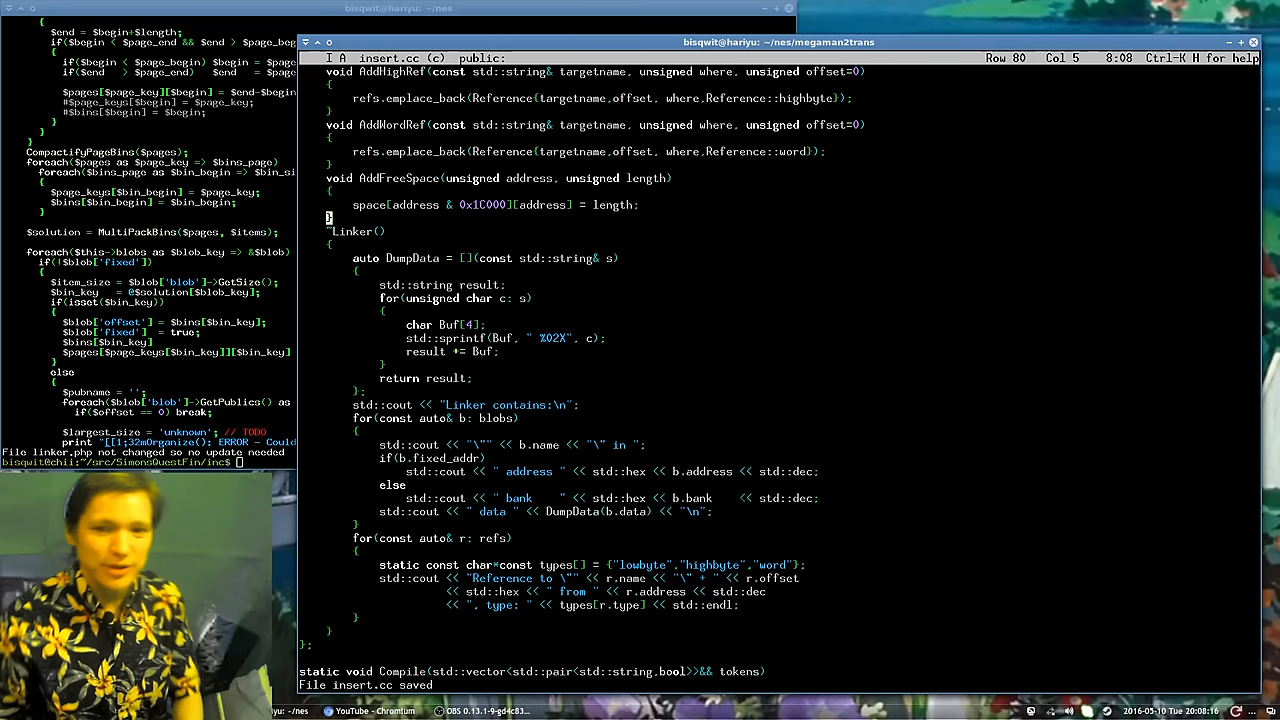 bisqwit@hariyu: ~/nes
{
$end = $begin+$length;
if($begin < $page_end && $end > $page_beg
{
if($begin < $page_begin) $begin = $page
if($end   > $page_end)   $end   = $page
$pages[$page_key][$begin] = $end-$begin
#$page_keys[$begin] = $page_key;
#$bins[$begin] = $begin;
}
}
}
CompactifyPageBins($pages);
foreach($pages as $page_key => $bins_page)
foreach($bins_page as $bin_begin => $bin_si
{
$page_keys[$bin_begin] = $page_key;
$bins[$bin_begin] = $bin_begin;
}
$solution = MultiPackBins($pages, $items);
foreach($this->blobs as $blob_key => &$blob)
if(!$blob['fixed'])
{
$item_size = $blob['blob']->GetSize();
$bin_key   = @$solution[$blob_key];
if(isset($bin_key))
{
$blob['offset'] = $bins[$bin_key];
$blob['fixed']  = true;
$bins[$bin_key]
$pages[$page_keys[$bin_key]][$bin_key]
}
else
{
$pubname = '';
foreach($blob['blob']->GetPublics() as
if($offset == 0) break;
$largest_size = 'unknown'; // TODO
print "[[1;32mOrganize(): ERROR - Could
File linker.php not changed so no update needed
bisqwit@chii:~/src/SimonsQuestFin/inc$
bisqwit@hariyu: ~/nes/megaman2trans
I A  insert.cc (c)  public:  Row 80  Col 5  8:08  Ctrl-K H for help
void AddHighRef(const std::string& targetname, unsigned where, unsigned offset=0)
{
refs.emplace_back(Reference{targetname,offset, where,Reference::highbyte});
}
void AddWordRef(const std::string& targetname, unsigned where, unsigned offset=0)
{
refs.emplace_back(Reference{targetname,offset, where,Reference::word});
}
void AddFreeSpace(unsigned address, unsigned length)
{
space[address & 0x1C000][address] = length;
}
~Linker()
{
auto DumpData = [](const std::string& s)
{
std::string result;
for(unsigned char c: s)
{
char Buf[4];
std::sprintf(Buf, " %02X", c);
result += Buf;
}
return result;
};
std::cout << "Linker contains:\n";
for(const auto& b: blobs)
{
std::cout << "\"" << b.name << "\" in ";
if(b.fixed_addr)
std::cout << " address " << std::hex << b.address << std::dec;
else
std::cout << " bank    " << std::hex << b.bank    << std::dec;
std::cout << " data " << DumpData(b.data) << "\n";
}
for(const auto& r: refs)
{
static const char*const types[] = {"lowbyte","highbyte","word"};
std::cout << "Reference to \"" << r.name << "\" + " << r.offset
<< std::hex << " from " << r.address << std::dec
<< ", type: " << types[r.type] << std::endl;
}
}
};
static void Compile(std::vector<std::pair<std::string,bool>>&& tokens)
File insert.cc saved
iyu: ~/nes
YouTube - Chromium
OBS 0.13.1-9-gd4c83...
2016-05-10 Tue 20:08:16